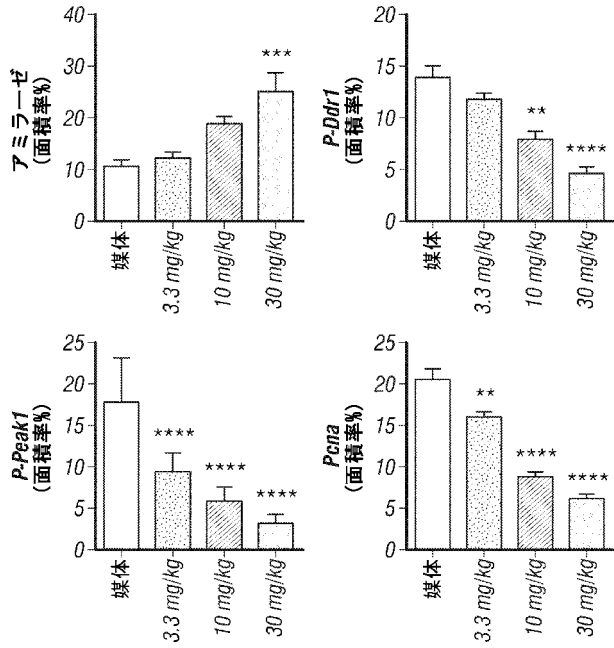 アミラーゼ
(面積率%)
40
30
20
10
0
***
媒体
3.3 mg/kg
10 mg/kg
30 mg/kg
P-Ddr1
(面積率%)
20
15
10
5
0
**
****
媒体
3.3 mg/kg
10 mg/kg
30 mg/kg
P-Peak1
(面積率%)
25
20
15
10
5
0
****
****
****
媒体
3.3 mg/kg
10 mg/kg
30 mg/kg
Pcna
(面積率%)
25
20
15
10
5
0
**
****
****
媒体
3.3 mg/kg
10 mg/kg
30 mg/kg